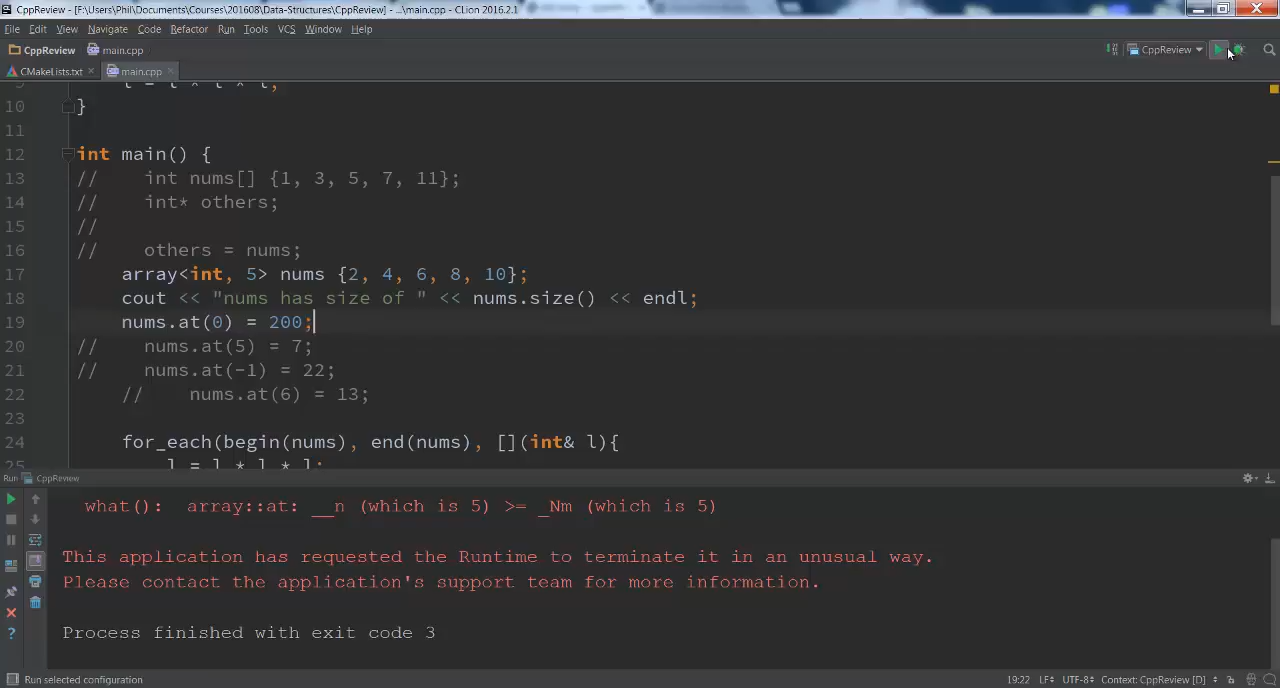 CppReview - [F:\Users\Phil\Documents\Courses\201608\Data-Structures\CppReview] - ...\main.cpp - CLion 2016.2.1
File Edit View Navigate Code Refactor Run Tools VCS Window Help
CppReview main.cpp CppReview
CMakeLists.txt main.cpp
10 }
11
12 int main() {
13 // int nums[] {1, 3, 5, 7, 11};
14 // int* others;
15 //
16 // others = nums;
17 array<int, 5> nums {2, 4, 6, 8, 10};
18 cout << "nums has size of " << nums.size() << endl;
19 nums.at(0) = 200;
20 // nums.at(5) = 7;
21 // nums.at(-1) = 22;
22 // nums.at(6) = 13;
23
24 for_each(begin(nums), end(nums), [](int& l){
25 l = l * l * l;
Run CppReview
what(): array::at: __n (which is 5) >= _Nm (which is 5)
This application has requested the Runtime to terminate it in an unusual way.
Please contact the application's support team for more information.
Process finished with exit code 3
Run selected configuration 19:22 LF UTF-8 Context: CppReview [D]